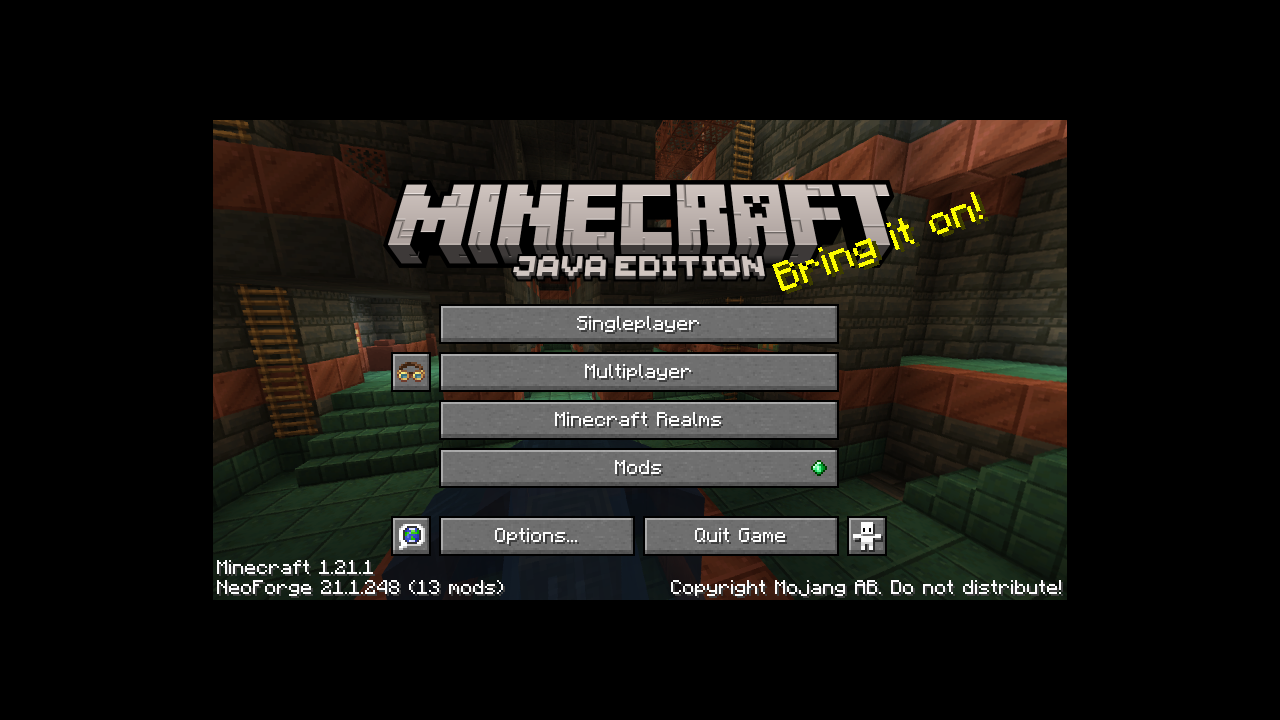 MINECRAFT
JAVA EDITION
Bring it on!
Singleplayer
Multiplayer
Minecraft Realms
Mods
Options...
Quit Game
Minecraft 1.21.1
NeoForge 21.1.248 (13 mods)
Copyright Mojang AB. Do not distribute!